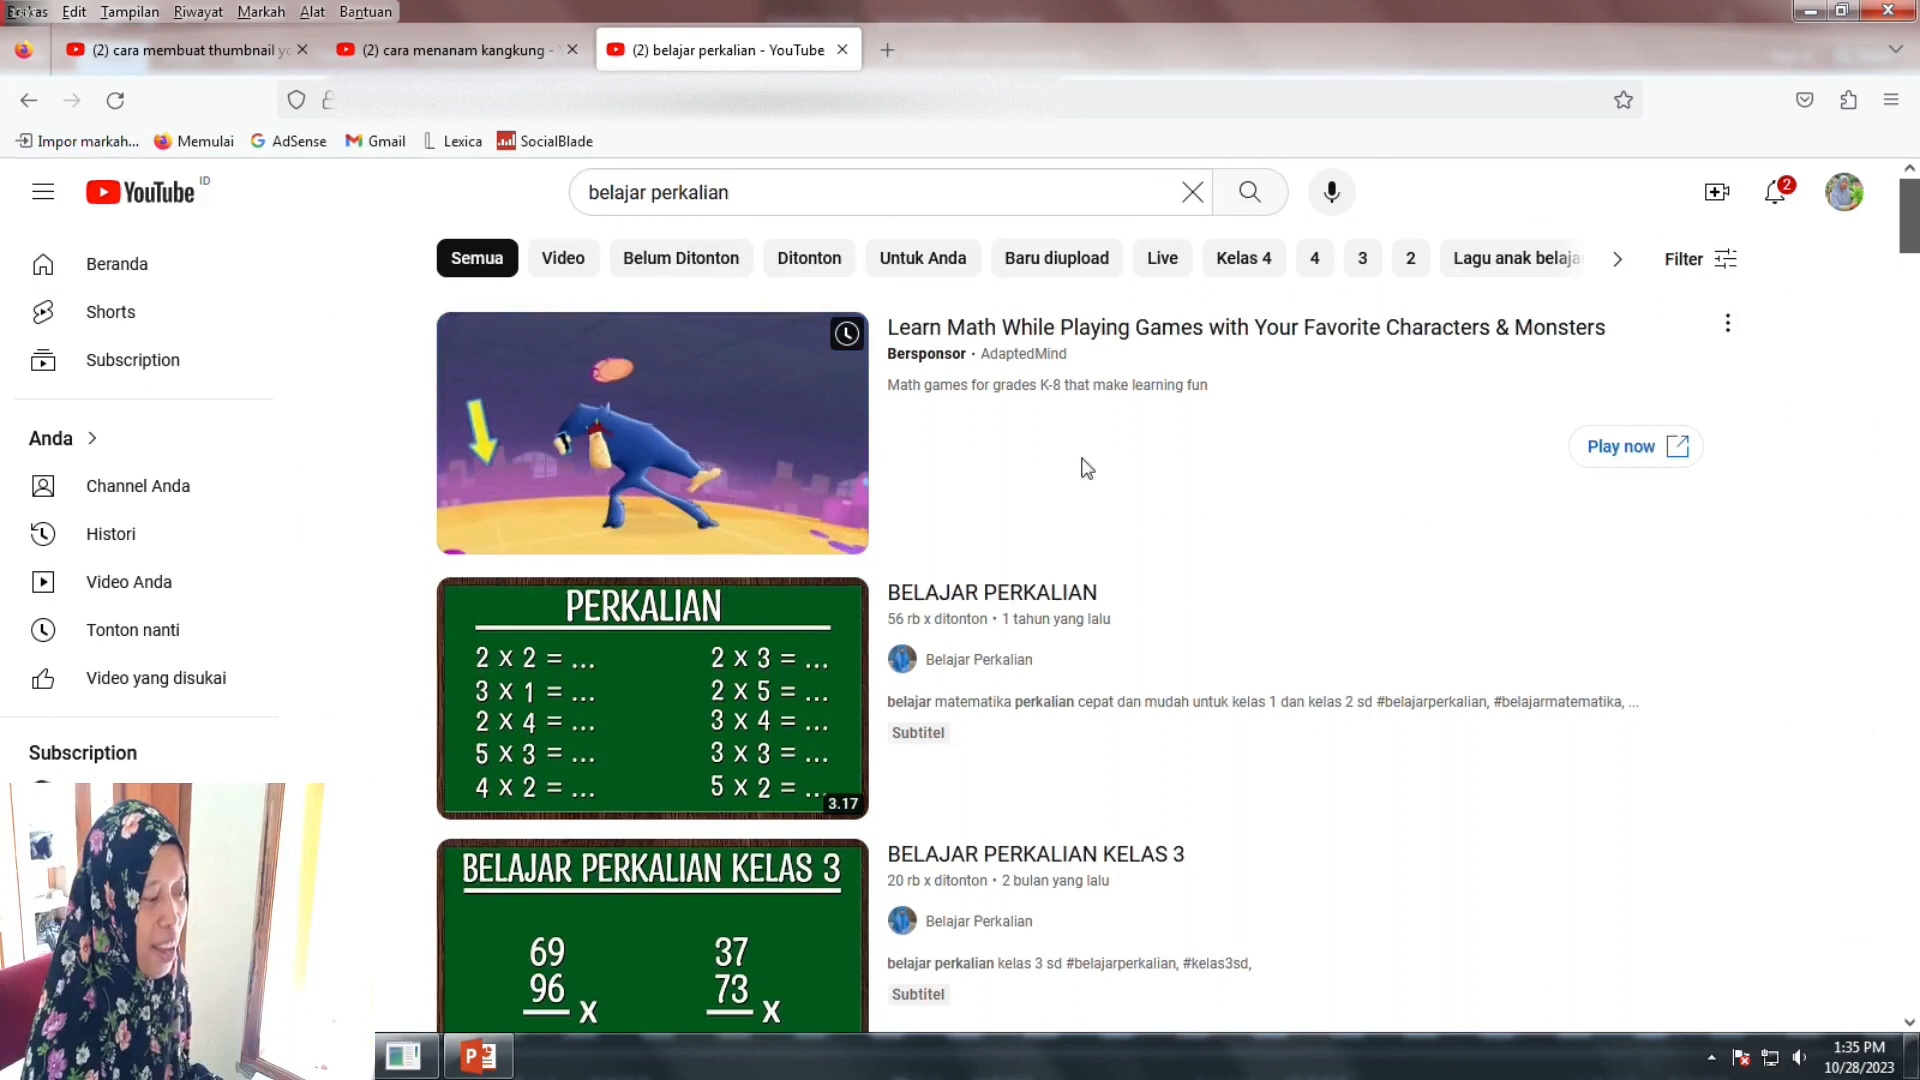 Edit Tampilan Riwayat Markah Alat Bantuan
(2) cara membuat thumbnail yo
(2) cara menanam kangkung -
(2) belajar perkalian - YouTube
Impor markah...
Memulai
AdSense
Gmail
Lexica
SocialBlade
YouTube ID
belajar perkalian
2
Semua
Video
Belum Ditonton
Ditonton
Untuk Anda
Baru diupload
Live
Kelas 4
4
3
2
Lagu anak belaja
Filter
Beranda
Shorts
Subscription
Anda
Channel Anda
Histori
Video Anda
Tonton nanti
Video yang disukai
Subscription
Learn Math While Playing Games with Your Favorite Characters & Monsters
Bersponsor · AdaptedMind
Math games for grades K-8 that make learning fun
Play now
PERKALIAN
2 x 2 = ... 2 x 3 = ...
3 x 1 = ... 2 x 5 = ...
2 x 4 = ... 3 x 4 = ...
5 x 3 = ... 3 x 3 = ...
4 x 2 = ... 5 x 2 = ...
3.17
BELAJAR PERKALIAN
56 rb x ditonton • 1 tahun yang lalu
Belajar Perkalian
belajar matematika perkalian cepat dan mudah untuk kelas 1 dan kelas 2 sd #belajarperkalian, #belajarmatematika, ...
Subtitel
BELAJAR PERKALIAN KELAS 3
69 37
96 x 73 x
BELAJAR PERKALIAN KELAS 3
20 rb x ditonton • 2 bulan yang lalu
Belajar Perkalian
belajar perkalian kelas 3 sd #belajarperkalian, #kelas3sd,
Subtitel
1:35 PM
10/28/2023